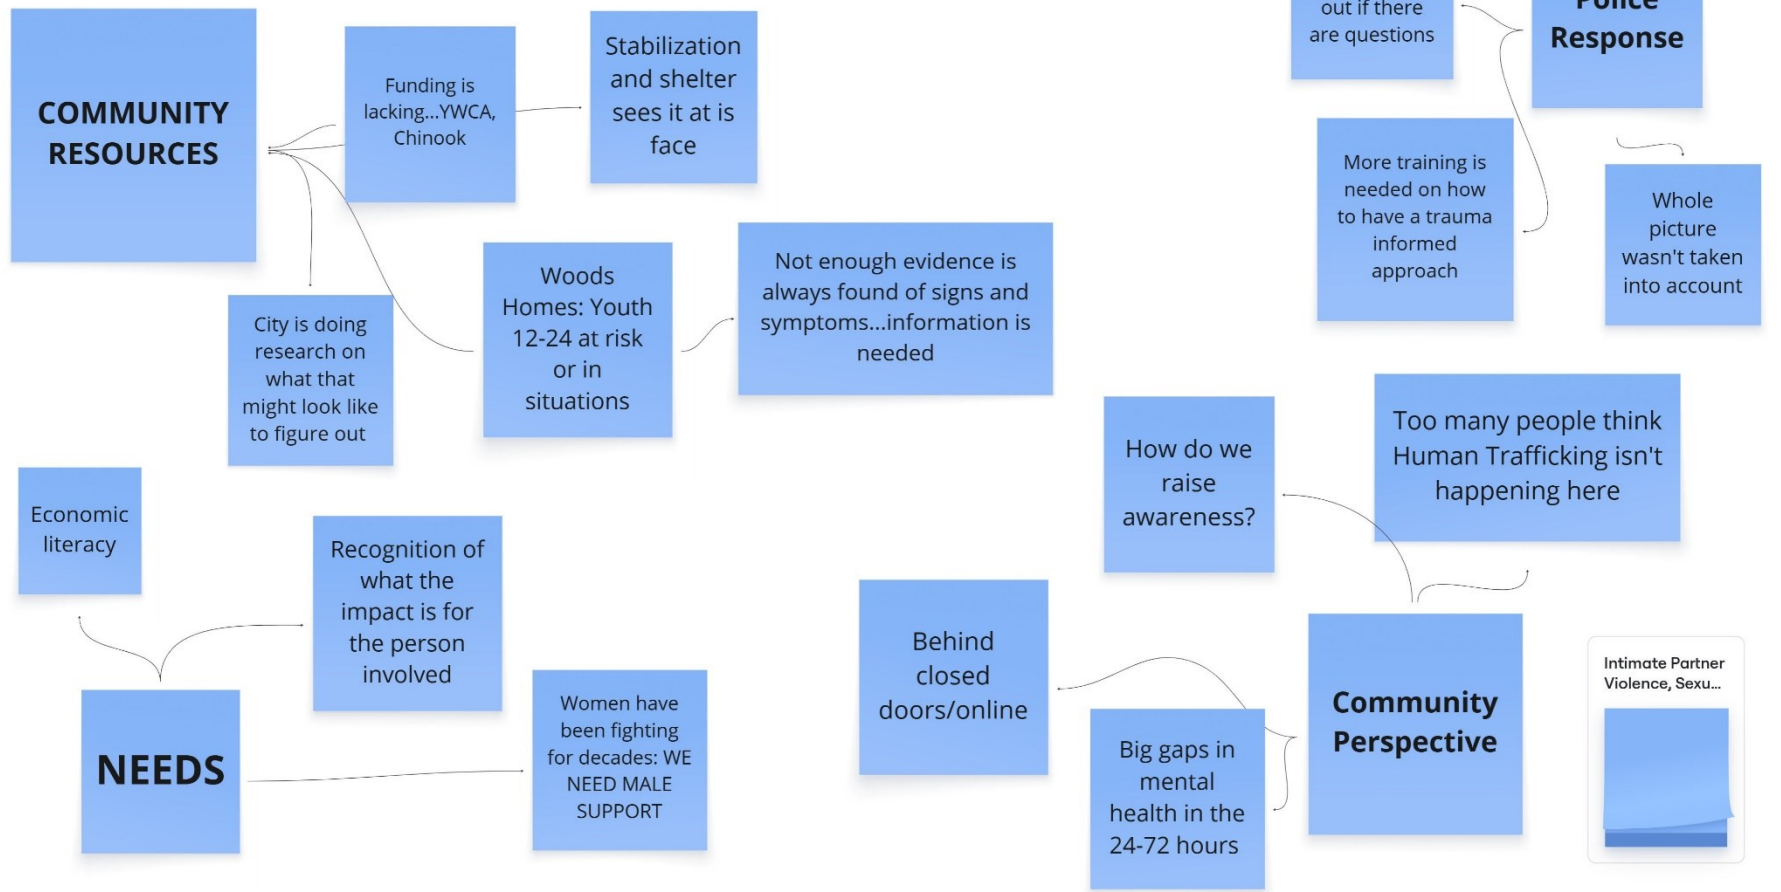 COMMUNITY
RESOURCES
Funding is
lacking...YWCA,
Chinook
Stabilization
and shelter
sees it at is
face
City is doing
research on
what that
might look like
to figure out
Woods
Homes: Youth
12-24 at risk
or in
situations
Not enough evidence is
always found of signs and
symptoms...information is
needed
out if there
are questions
Police
Response
More training is
needed on how
to have a trauma
informed
approach
Whole
picture
wasn't taken
into account
Economic
literacy
Recognition of
what the
impact is for
the person
involved
NEEDS
Women have
been fighting
for decades: WE
NEED MALE
SUPPORT
How do we
raise
awareness?
Too many people think
Human Trafficking isn't
happening here
Behind
closed
doors/online
Big gaps in
mental
health in the
24-72 hours
Community
Perspective
Intimate Partner
Violence, Sexu...